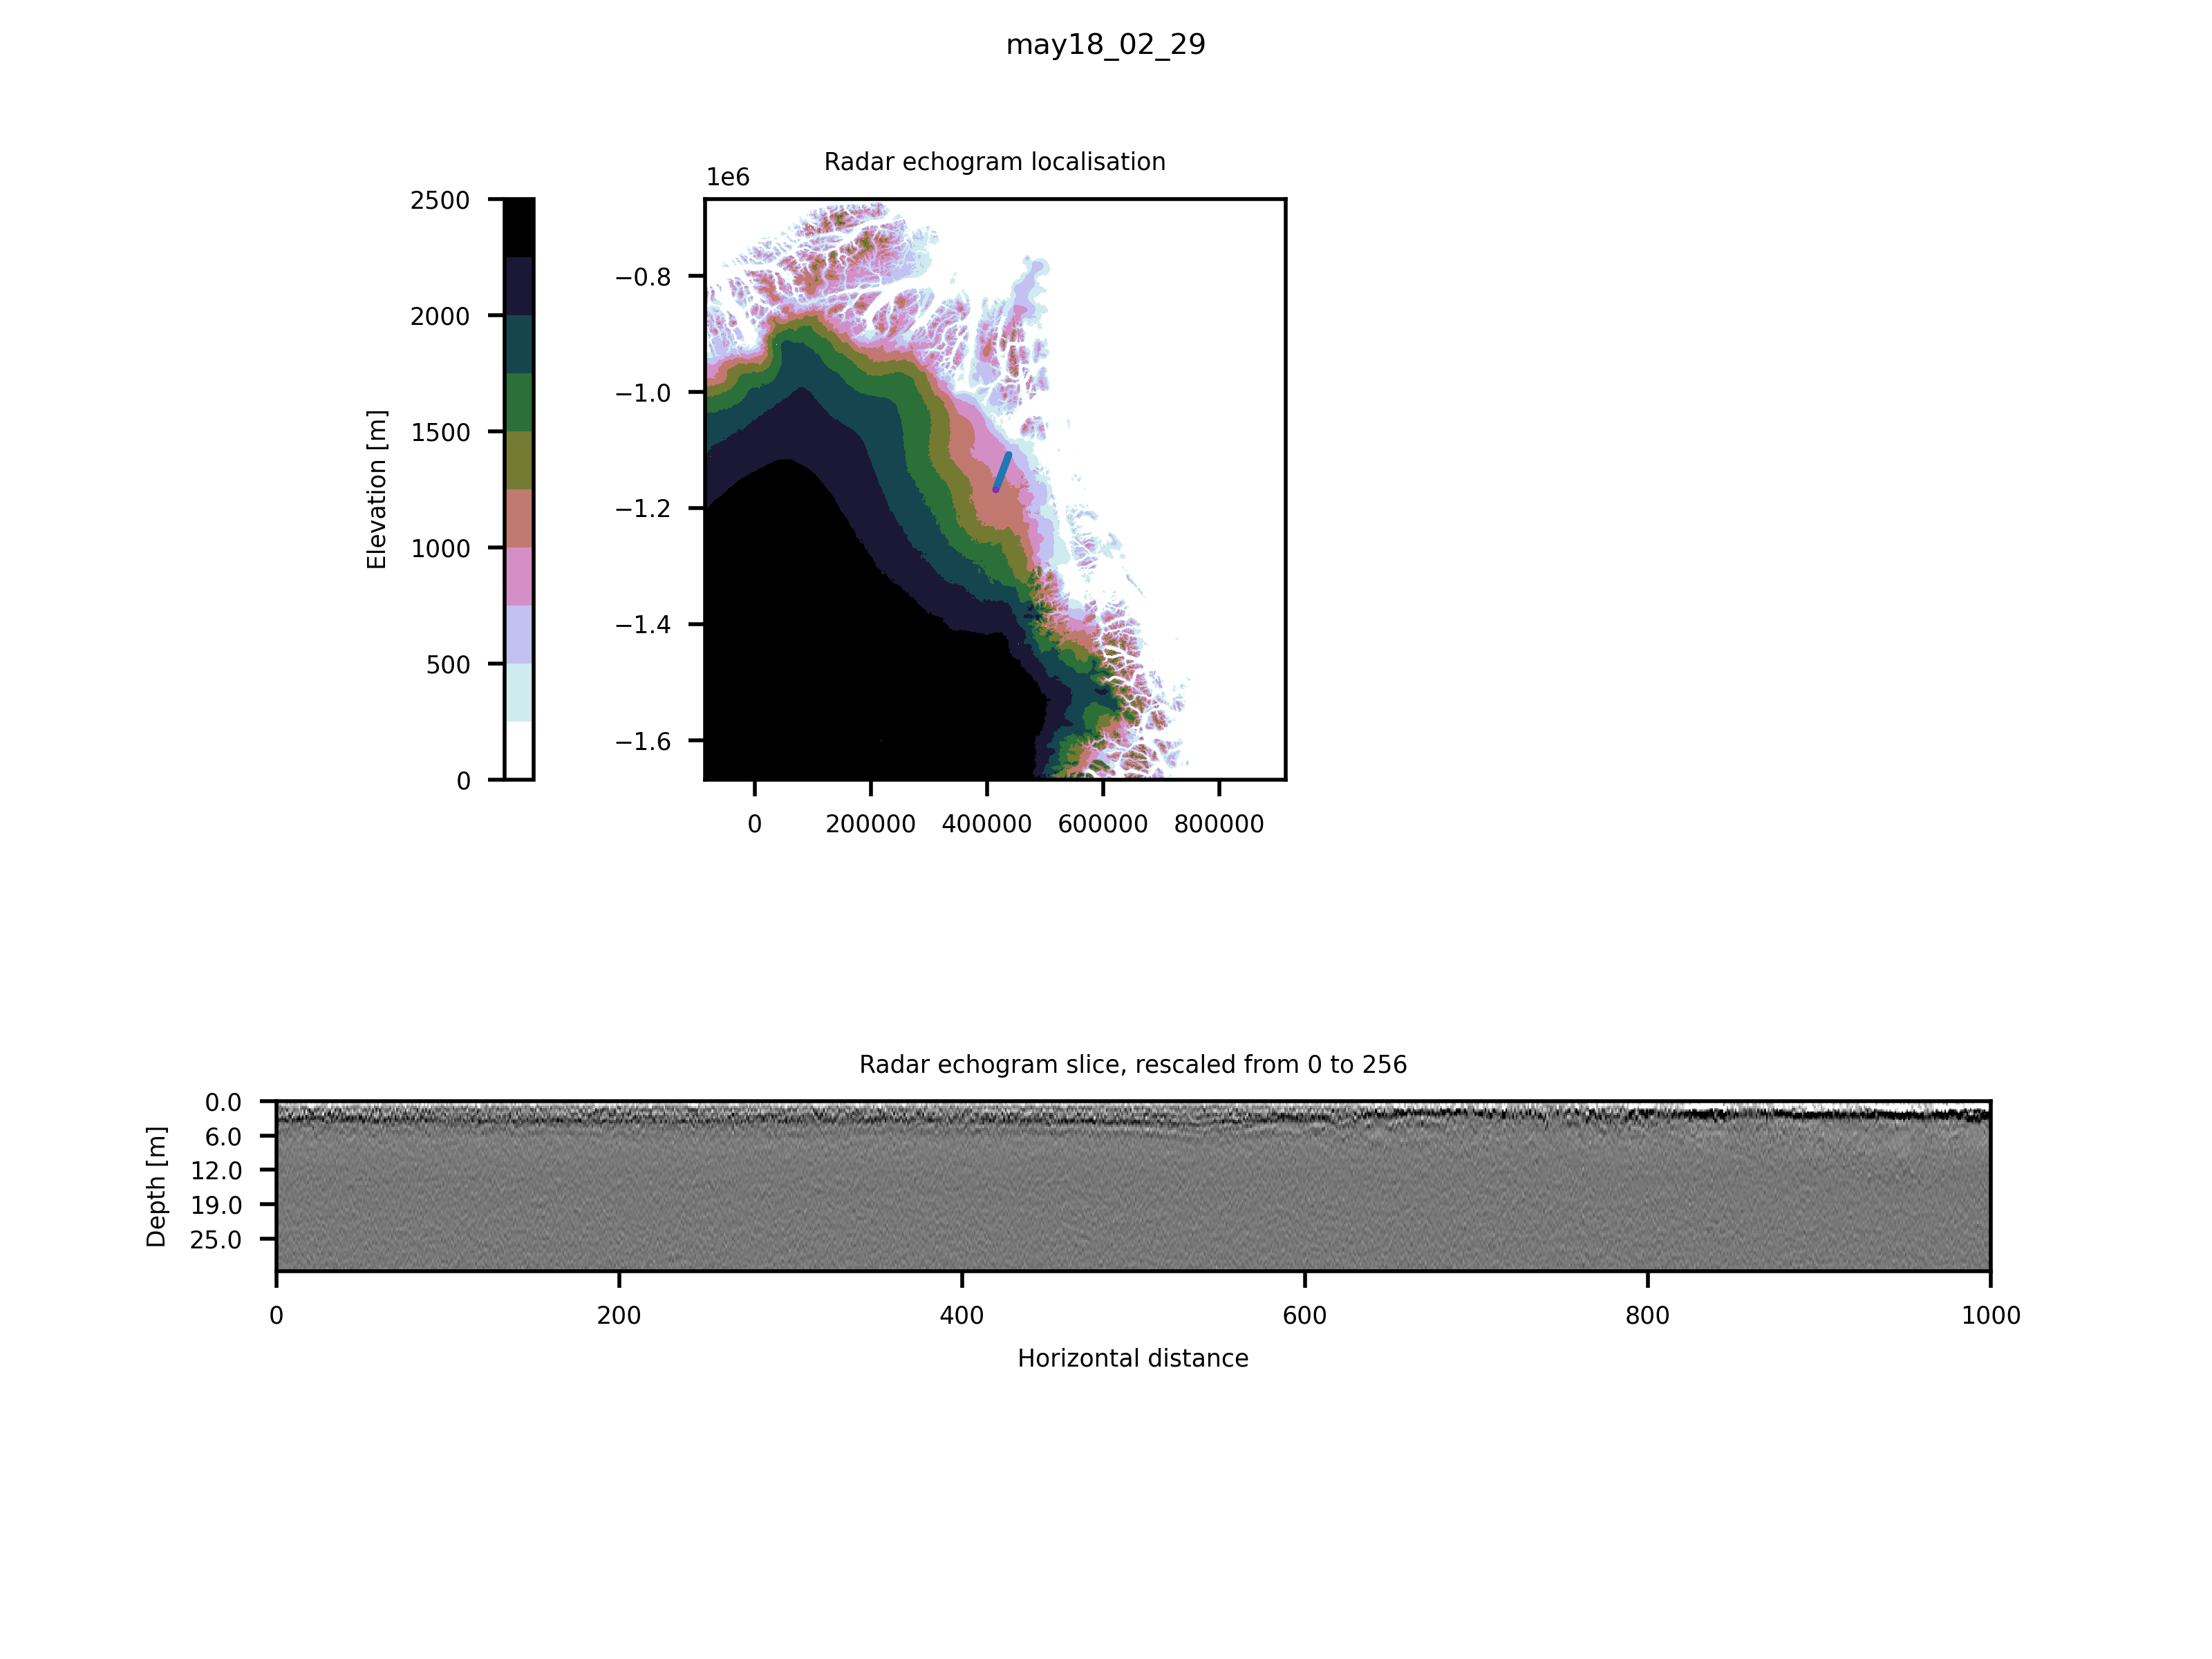 may18_02_29
Radar echogram localisation
1e6
2500
2000
1500
1000
500
0
Elevation [m]
−0.8
−1.0
−1.2
−1.4
−1.6
0 200000 400000 600000 800000
Radar echogram slice, rescaled from 0 to 256
0.0
6.0
12.0
19.0
25.0
Depth [m]
0 200 400 600 800 1000
Horizontal distance